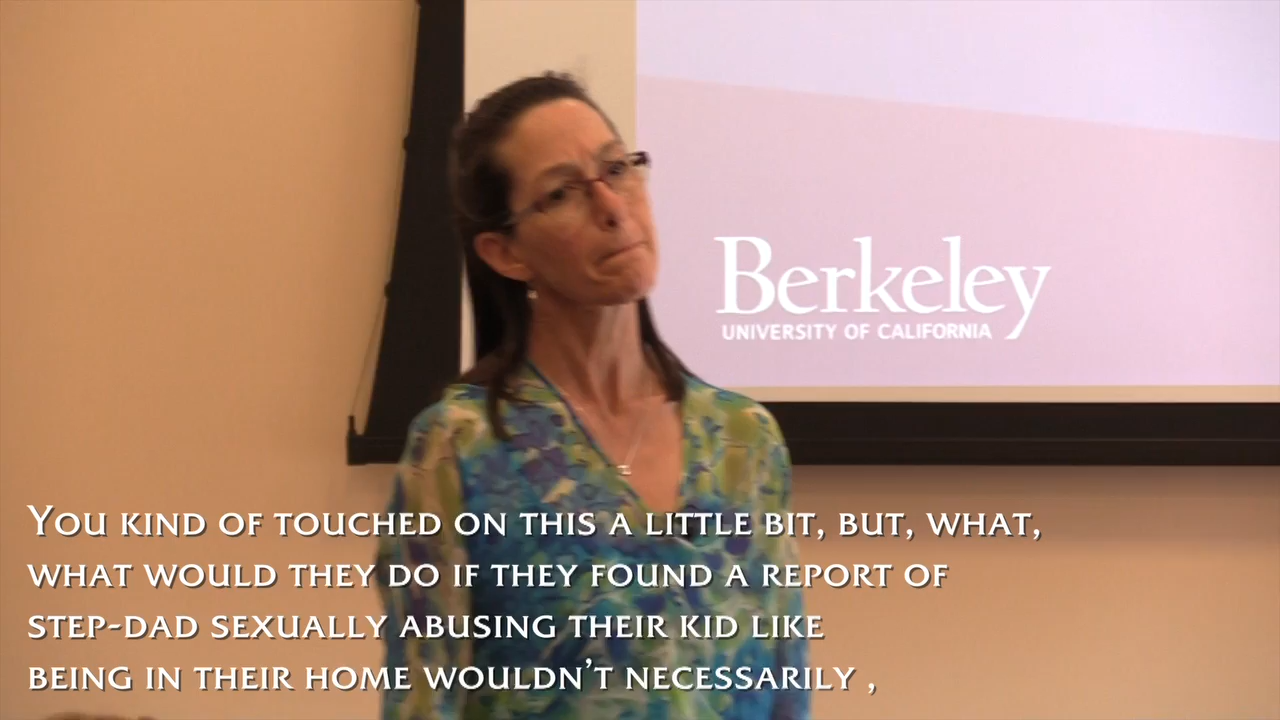 Berkeley
UNIVERSITY OF CALIFORNIA
YOU KIND OF TOUCHED ON THIS A LITTLE BIT, BUT, WHAT,
WHAT WOULD THEY DO IF THEY FOUND A REPORT OF
STEP-DAD SEXUALLY ABUSING THEIR KID LIKE
BEING IN THEIR HOME WOULDN'T NECESSARILY ,